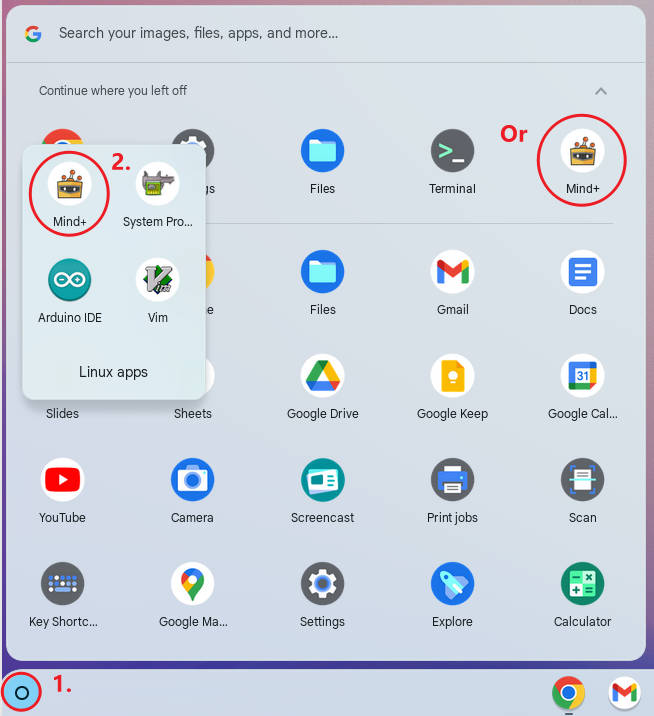 Search your images, files, apps, and more...
Continue where you left off
Or
2.
gs
Files
Terminal
Mind+
Mind+
System Pro...
e
Files
Gmail
Docs
Arduino IDE
Vim
Linux apps
31
Slides
Sheets
Google Drive
Google Keep
Google Cal...
YouTube
Camera
Screencast
Print jobs
Scan
Key Shortc...
Google Ma...
Settings
Explore
Calculator
1.